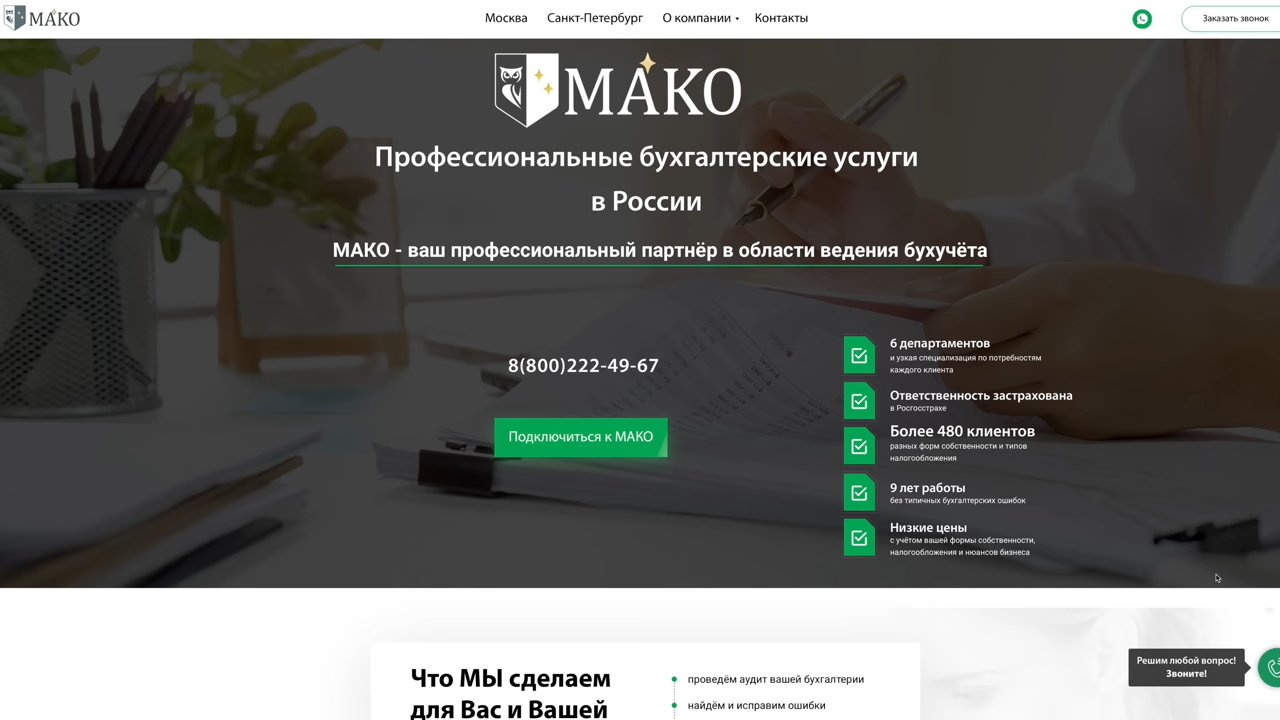 МАКО
Москва
Санкт-Петербург
О компании
Контакты
Заказать звонок
МАКО
Профессиональные бухгалтерские услуги
в России
МАКО - ваш профессиональный партнёр в области ведения бухучёта
8(800)222-49-67
Подключиться к МАКО
6 департаментов
и узкая специализация по потребностям
каждого клиента
Ответственность застрахована
в Росгосстрахе
Более 480 клиентов
разных форм собственности и типов
налогообложения
9 лет работы
без типичных бухгалтерских ошибок
Низкие цены
с учётом вашей формы собственности,
налогообложения и нюансов бизнеса
Что МЫ сделаем
для Вас и Вашей
проведём аудит вашей бухгалтерии
найдём и исправим ошибки
Решим любой вопрос!
Звоните!